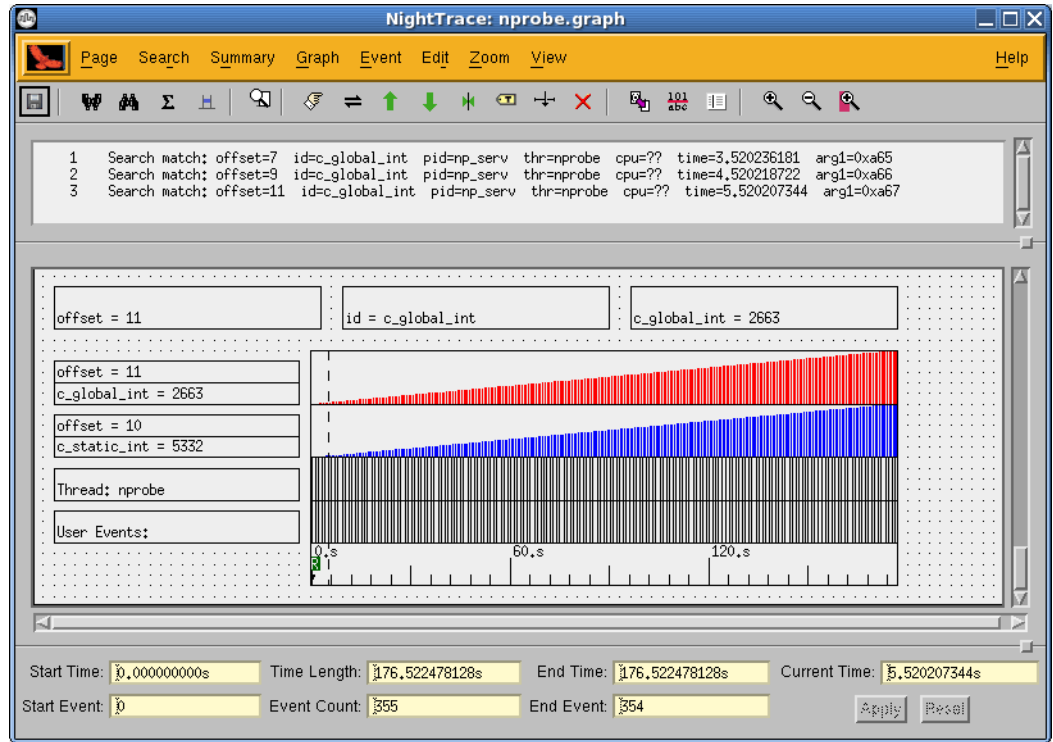 NightTrace: nprobe.graph
Page Search Summary Graph Event Edit Zoom View Help
101
abc
1 Search match: offset=7 id=c_global_int pid=np_serv thr=nprobe cpu=?? time=3.520236181 arg1=0xa65
2 Search match: offset=9 id=c_global_int pid=np_serv thr=nprobe cpu=?? time=4.520218722 arg1=0xa66
3 Search match: offset=11 id=c_global_int pid=np_serv thr=nprobe cpu=?? time=5.520207344 arg1=0xa67
offset = 11 id = c_global_int c_global_int = 2663
offset = 11
c_global_int = 2663
offset = 10
c_static_int = 5332
Thread: nprobe
User Events:
0.s 60.s 120.s
R
Start Time: 0.000000000s Time Length: 176.522478128s End Time: 176.522478128s Current Time: 5.520207344s
Start Event: 0 Event Count: 355 End Event: 354 Apply Reset